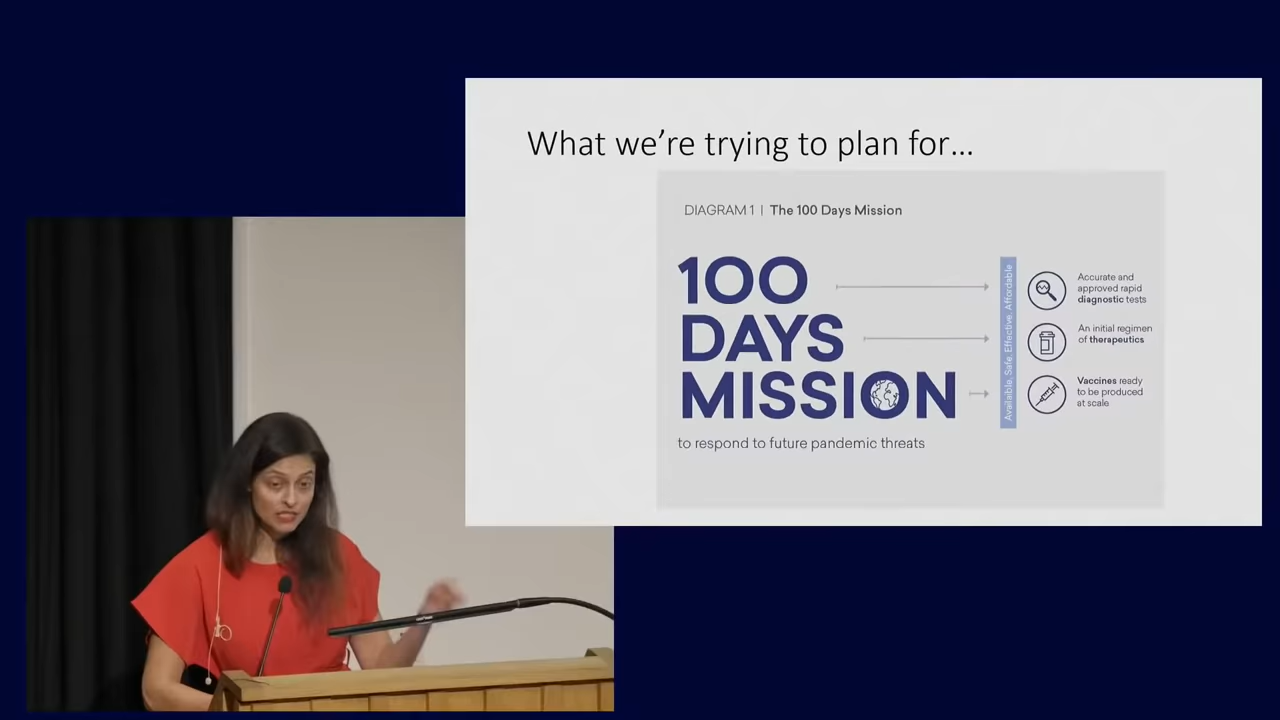 What we’re trying to plan for...
DIAGRAM 1 | The 100 Days Mission
100
DAYS
MISSION
to respond to future pandemic threats
Available, Safe, Effective, Affordable
Accurate and
approved rapid
diagnostic tests
An initial regimen
of therapeutics
Vaccines ready
to be produced
at scale